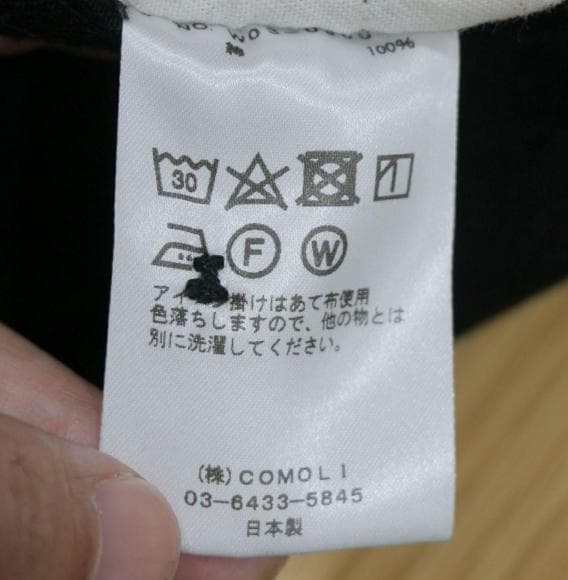 綿 100%
30
F W
アイロン掛けはあて布使用
色落ちしますので、他の物とは
別に洗濯してください。
(株)COMOLI
03-6433-5845
日本製